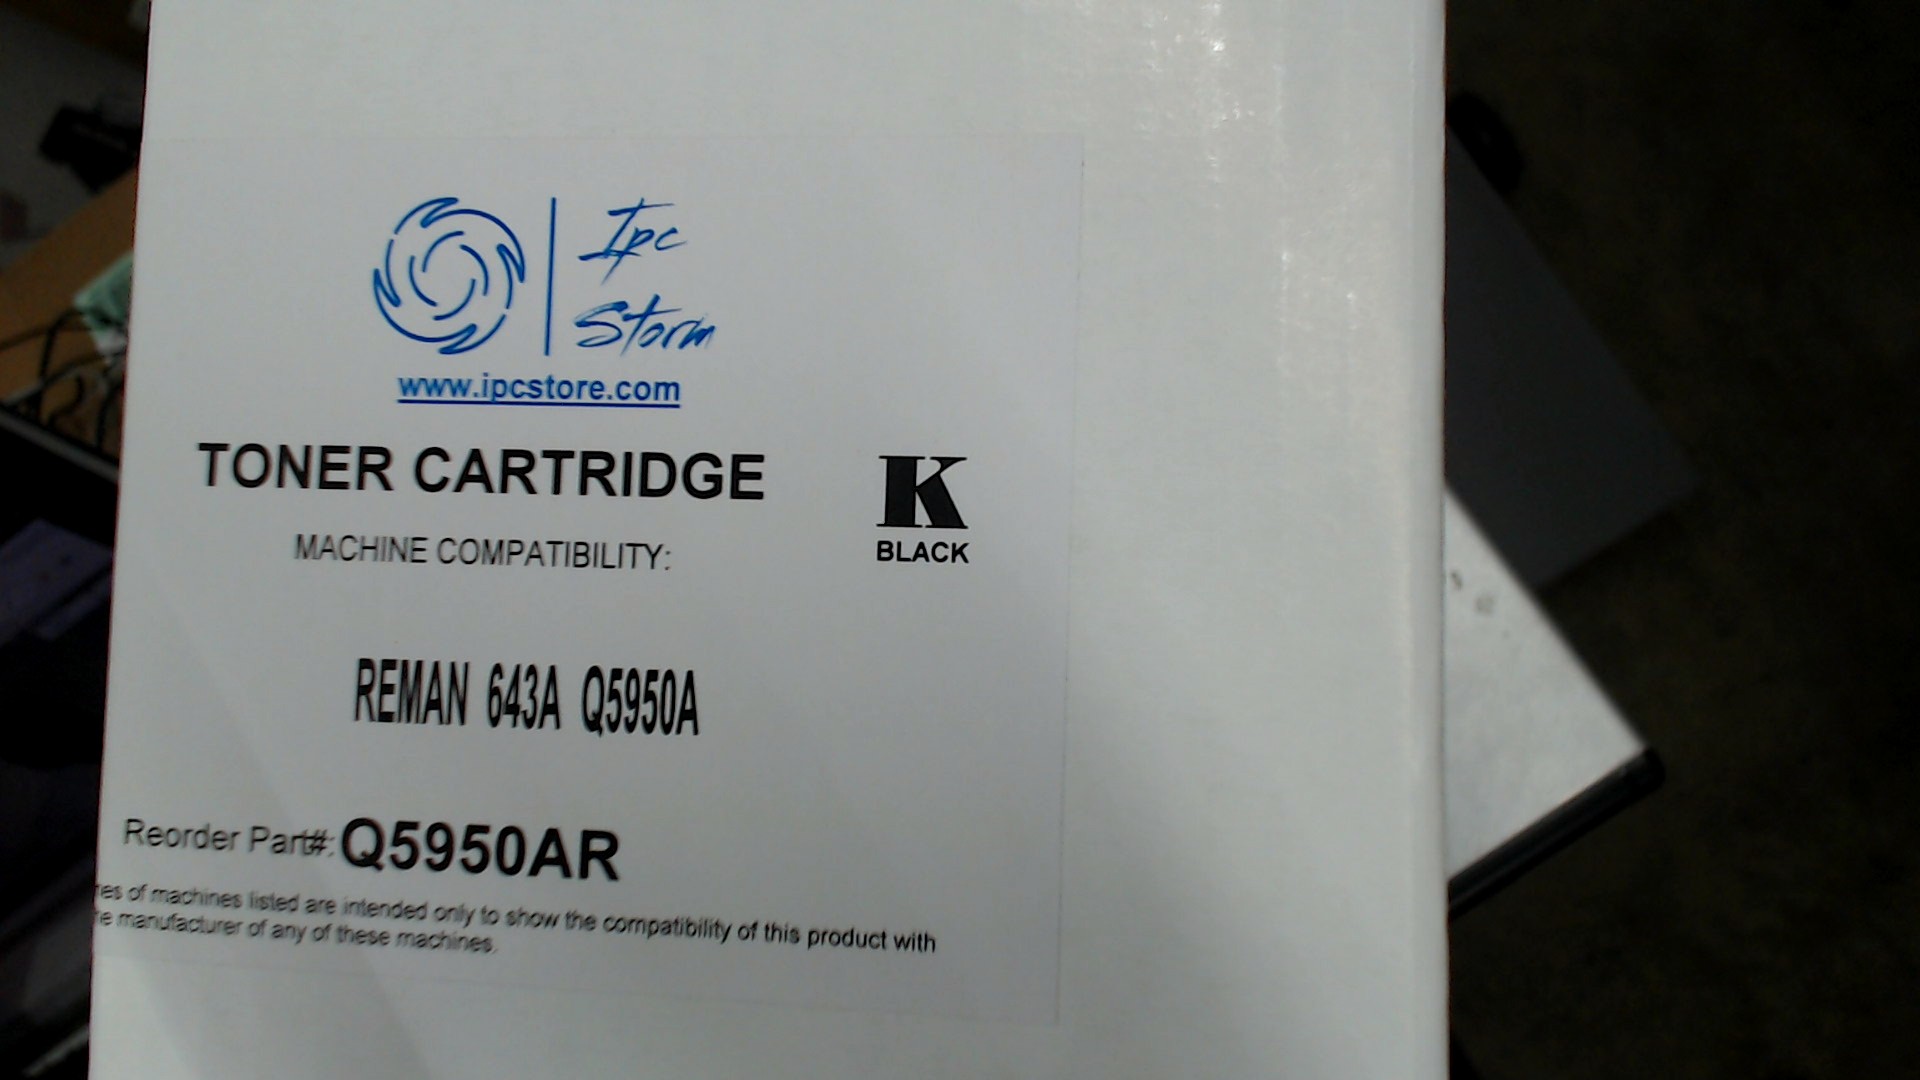 Ipc
Storm
www.ipcstore.com
TONER CARTRIDGE
K
BLACK
MACHINE COMPATIBILITY:
REMAN 643A Q5950A
Reorder Part#: Q5950AR
of machines listed are intended only to show the compatibility of this product with
manufacturer of any of these machines.